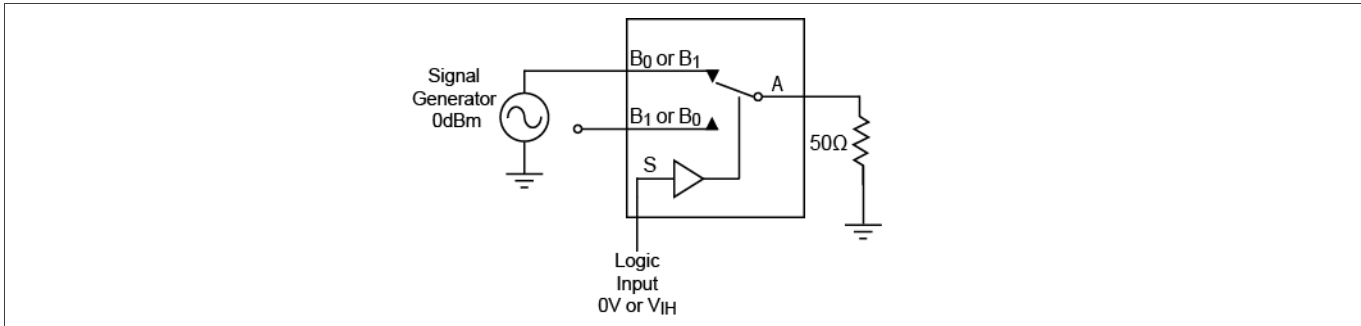 B0 or B1
Signal
Generator
0dBm
A
B1 or B0
50Ω
S
Logic
Input
0V or VIH